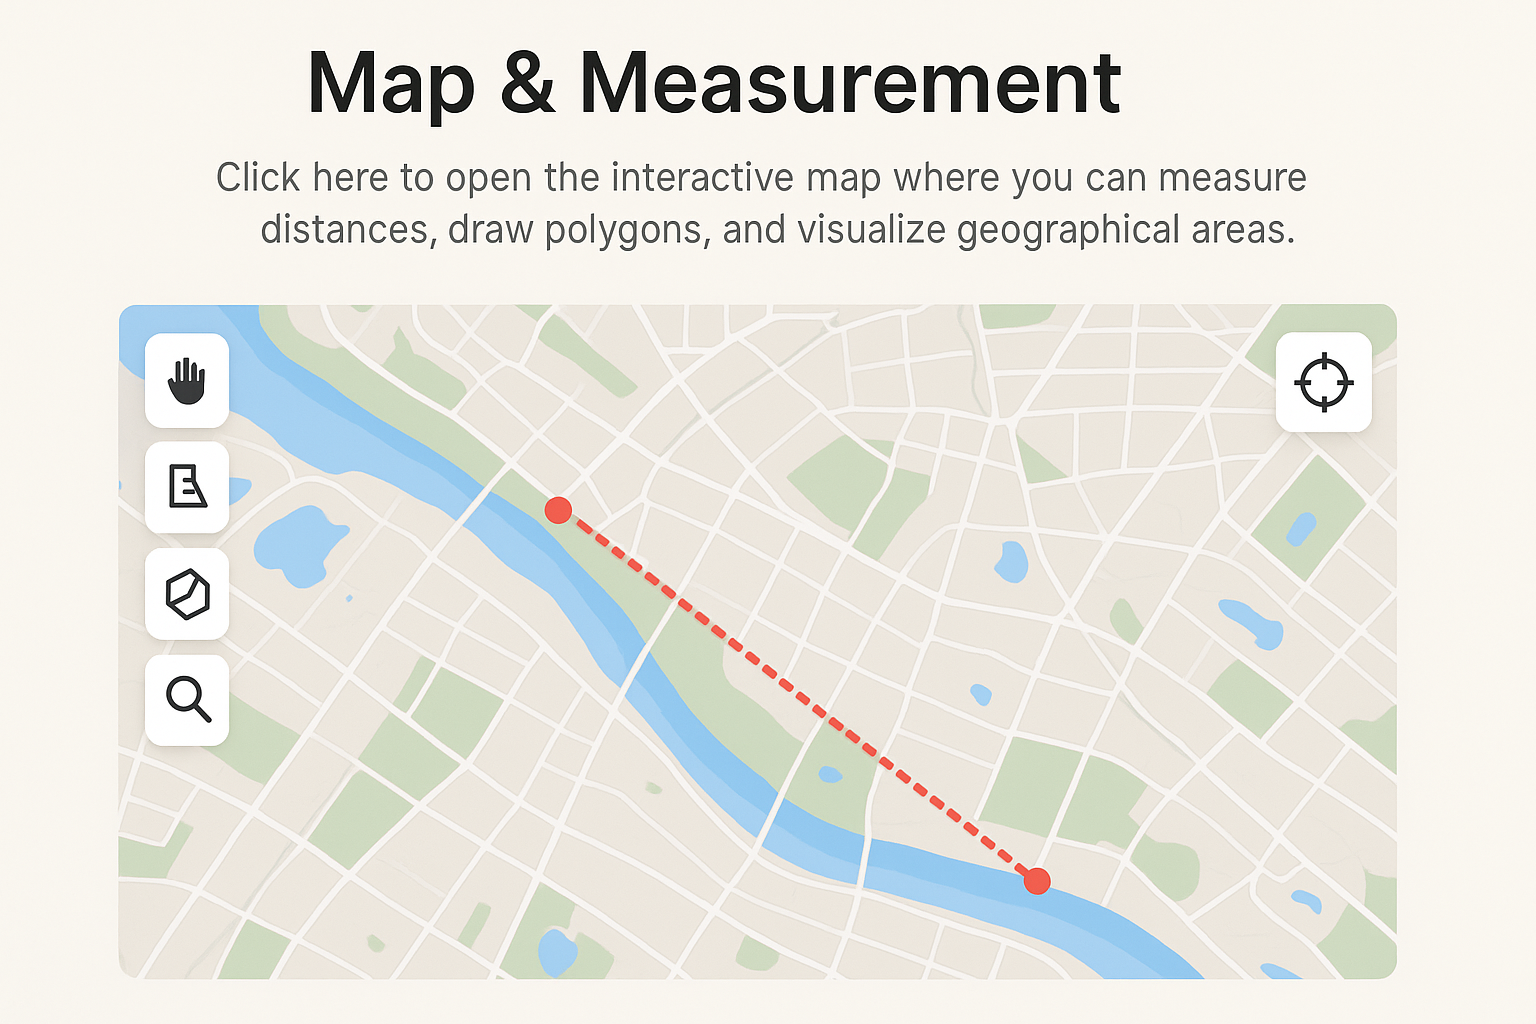 Map & Measurement
Click here to open the interactive map where you can measure
distances, draw polygons, and visualize geographical areas.